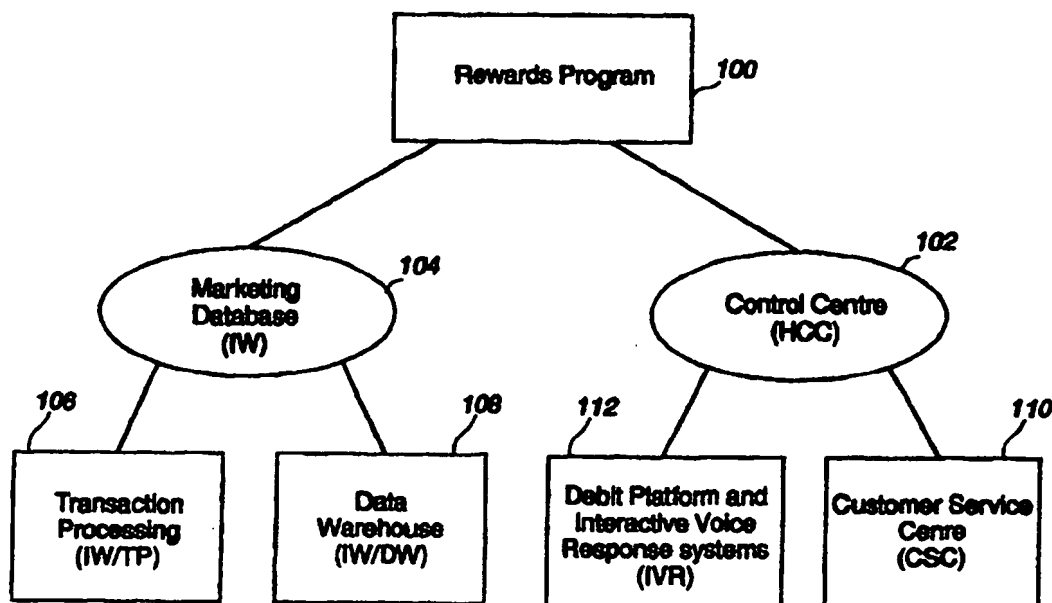 Rewards Program
100
104
Marketing
Database
(IW)
102
Control Centre
(HCC)
106
Transaction
Processing
(IW/TP)
108
Data
Warehouse
(IW/DW)
112
Debit Platform and
Interactive Voice
Response systems
(IVR)
110
Customer Service
Cenre
(CSC)